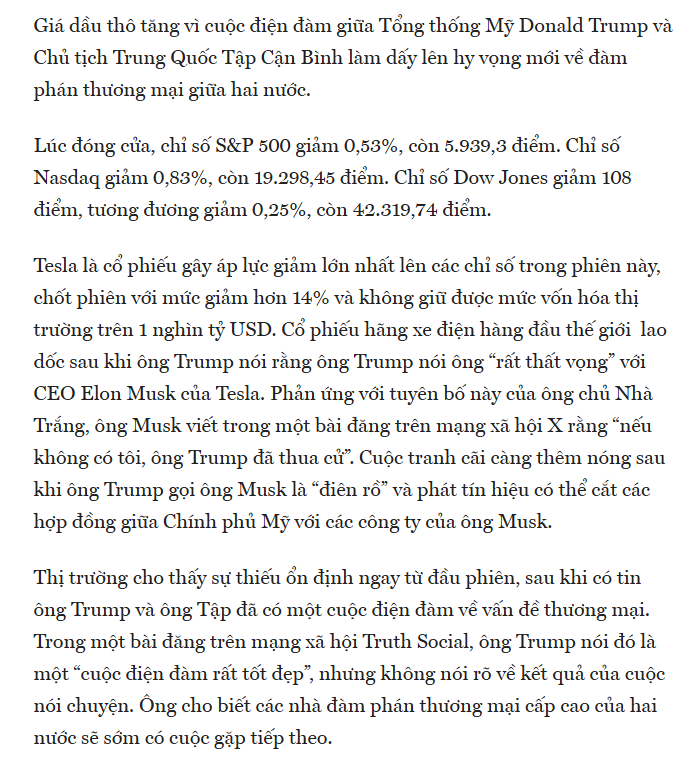 Giá dầu thô tăng vì cuộc điện đàm giữa Tổng thống Mỹ Donald Trump và
Chủ tịch Trung Quốc Tập Cận Bình làm dấy lên hy vọng mới về đàm
phán thương mại giữa hai nước.
Lúc đóng cửa, chỉ số S&P 500 giảm 0,53%, còn 5.939,3 điểm. Chỉ số
Nasdaq giảm 0,83%, còn 19.298,45 điểm. Chỉ số Dow Jones giảm 108
điểm, tương đương giảm 0,25%, còn 42.319,74 điểm.
Tesla là cổ phiếu gây áp lực giảm lớn nhất lên các chỉ số trong phiên này,
chốt phiên với mức giảm hơn 14% và không giữ được mức vốn hóa thị
trường trên 1 nghìn tỷ USD. Cổ phiếu hãng xe điện hàng đầu thế giới  lao
dốc sau khi ông Trump nói rằng ông Trump nói ông “rất thất vọng” với
CEO Elon Musk của Tesla. Phản ứng với tuyên bố này của ông chủ Nhà
Trắng, ông Musk viết trong một bài đăng trên mạng xã hội X rằng “nếu
không có tôi, ông Trump đã thua cử”. Cuộc tranh cãi càng thêm nóng sau
khi ông Trump gọi ông Musk là “điên rồ” và phát tín hiệu có thể cắt các
hợp đồng giữa Chính phủ Mỹ với các công ty của ông Musk.
Thị trường cho thấy sự thiếu ổn định ngay từ đầu phiên, sau khi có tin
ông Trump và ông Tập đã có một cuộc điện đàm về vấn đề thương mại.
Trong một bài đăng trên mạng xã hội Truth Social, ông Trump nói đó là
một “cuộc điện đàm rất tốt đẹp”, nhưng không nói rõ về kết quả của cuộc
nói chuyện. Ông cho biết các nhà đàm phán thương mại cấp cao của hai
nước sẽ sớm có cuộc gặp tiếp theo.